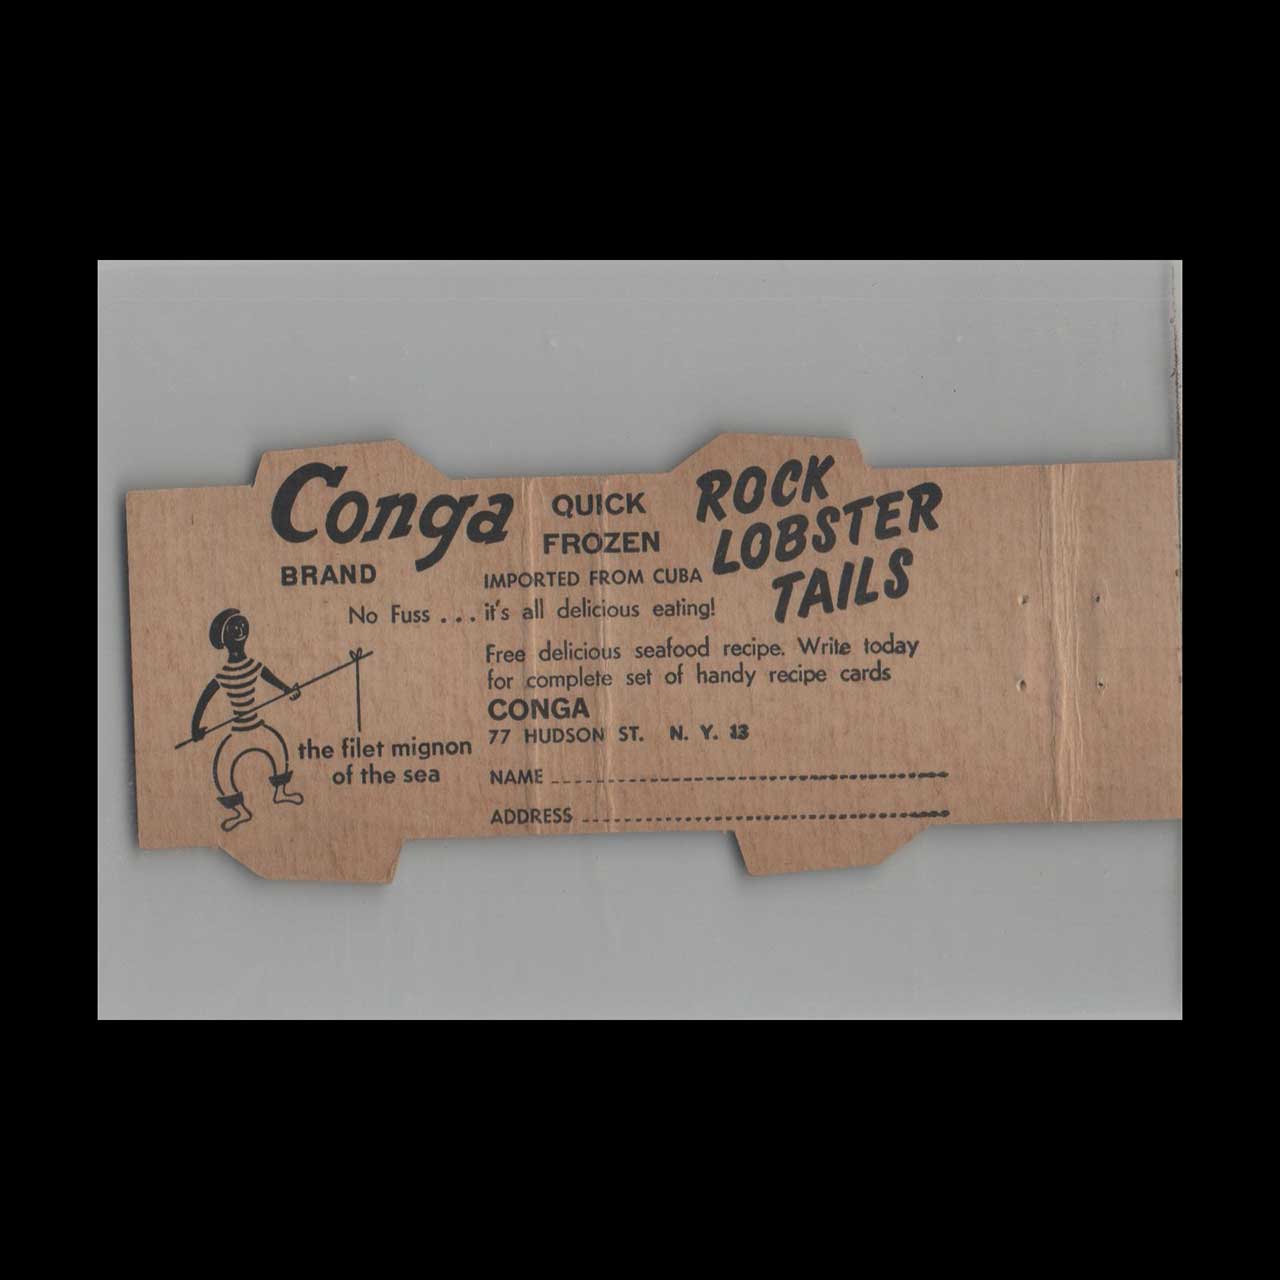 Conga
BRAND
QUICK
FROZEN
ROCK
LOBSTER
TAILS
IMPORTED FROM CUBA
No Fuss . . . it's all delicious eating!
Free delicious seafood recipe. Write today
for complete set of handy recipe cards
CONGA
77 HUDSON ST. N. Y. 13
the filet mignon
of the sea
NAME
ADDRESS